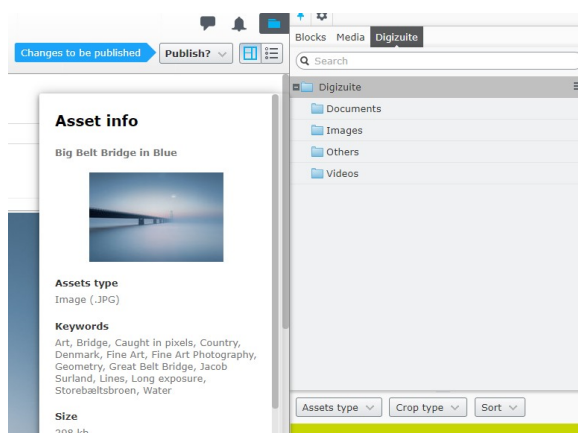 Changes to be published
Publish?
Asset info
Big Belt Bridge in Blue
Assets type
Image (.JPG)
Keywords
Art, Bridge, Caught in pixels, Country,
Denmark, Fine Art, Fine Art Photography,
Geometry, Great Belt Bridge, Jacob
Surland, Lines, Long exposure,
Storebæltsbroen, Water
Size
298 kb
Blocks Media Digizuite
Search
Digizuite
Documents
Images
Others
Videos
Assets type Crop type Sort